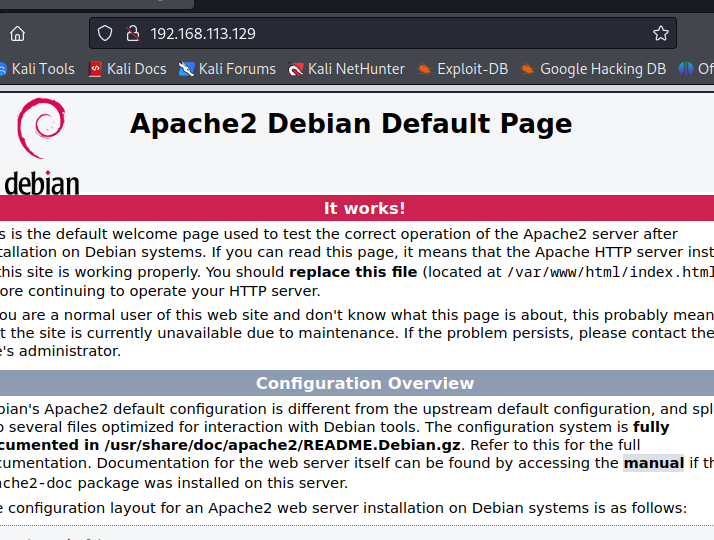 192.168.113.129
Kali Tools Kali Docs Kali Forums Kali NetHunter Exploit-DB Google Hacking DB Of
debian
Apache2 Debian Default Page
It works!
s is the default welcome page used to test the correct operation of the Apache2 server after
tallation on Debian systems. If you can read this page, it means that the Apache HTTP server inst
this site is working properly. You should replace this file (located at /var/www/html/index.html
ore continuing to operate your HTTP server.
ou are a normal user of this web site and don't know what this page is about, this probably mean
t the site is currently unavailable due to maintenance. If the problem persists, please contact the
e's administrator.
Configuration Overview
bian's Apache2 default configuration is different from the upstream default configuration, and spl
o several files optimized for interaction with Debian tools. The configuration system is fully
cumented in /usr/share/doc/apache2/README.Debian.gz. Refer to this for the full
cumentation. Documentation for the web server itself can be found by accessing the manual if th
ache2-doc package was installed on this server.
e configuration layout for an Apache2 web server installation on Debian systems is as follows: